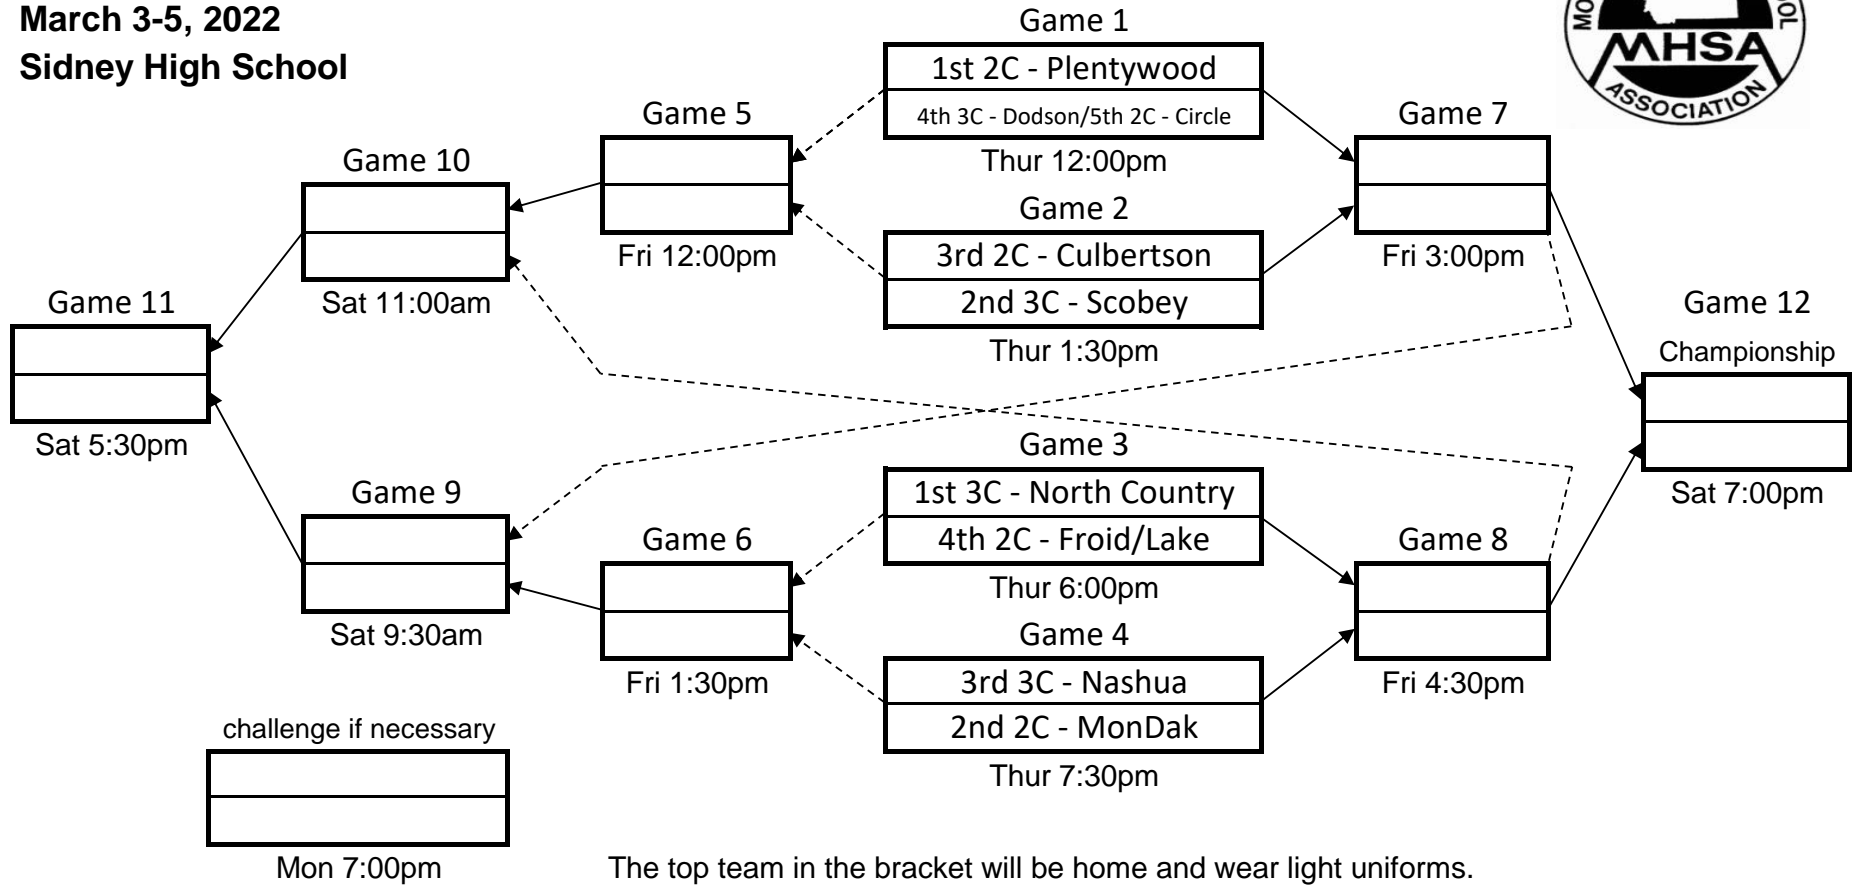 March 3-5, 2022
Sidney High School
MHSA
ASSOCIATION
Game 1
1st 2C - Plentywood
4th 3C - Dodson/5th 2C - Circle
Thur 12:00pm
Game 5
Fri 12:00pm
Game 7
Fri 3:00pm
Game 10
Sat 11:00am
Game 2
3rd 2C - Culbertson
2nd 3C - Scobey
Thur 1:30pm
Game 11
Sat 5:30pm
Game 12
Championship
Sat 7:00pm
Game 3
1st 3C - North Country
4th 2C - Froid/Lake
Thur 6:00pm
Game 9
Sat 9:30am
Game 6
Fri 1:30pm
Game 8
Fri 4:30pm
Game 4
3rd 3C - Nashua
2nd 2C - MonDak
Thur 7:30pm
challenge if necessary
Mon 7:00pm
The top team in the bracket will be home and wear light uniforms.